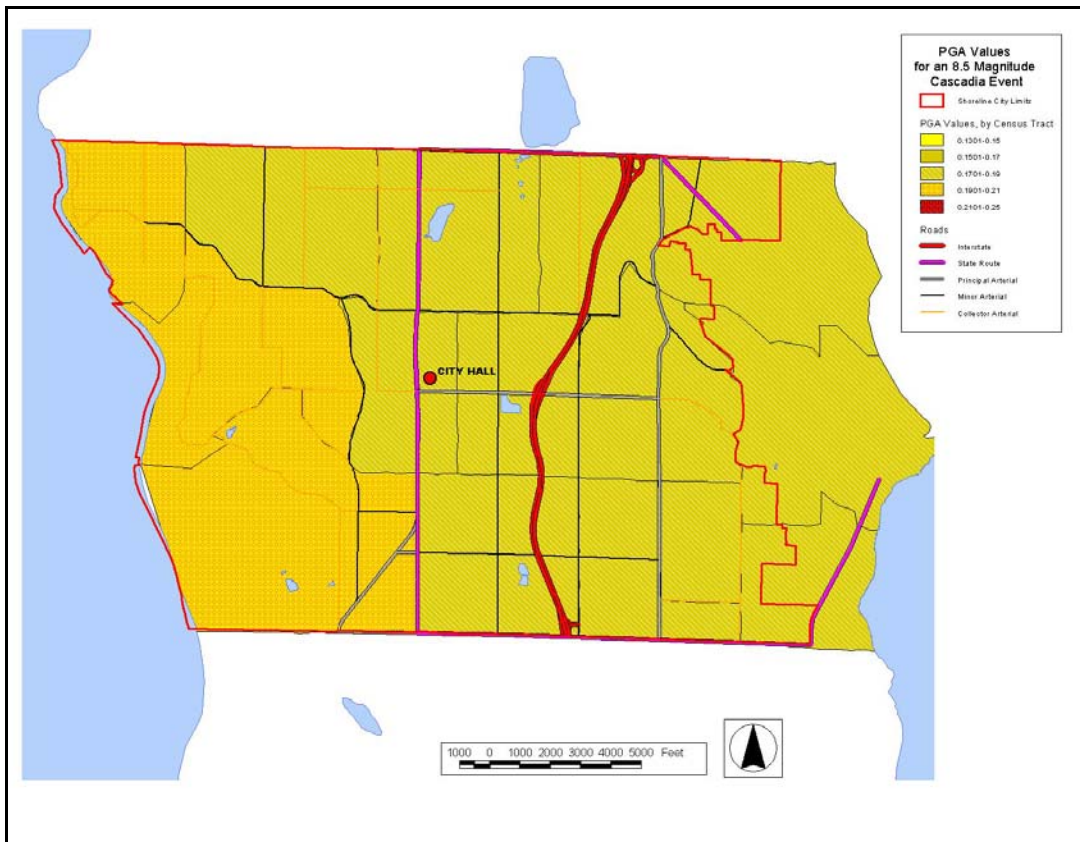 PGA Values
for an 8.5 Magnitude
Cascadia Event
Shoreline City Limits
PGA Values, by Census Tract
0.1301-0.15
0.1501-0.17
0.1701-0.19
0.1901-0.21
0.2101-0.25
Roads
Interstate
State Route
Principal Arterial
Minor Arterial
Collector Arterial
CITY HALL
1000 0 1000 2000 3000 4000 5000 Feet